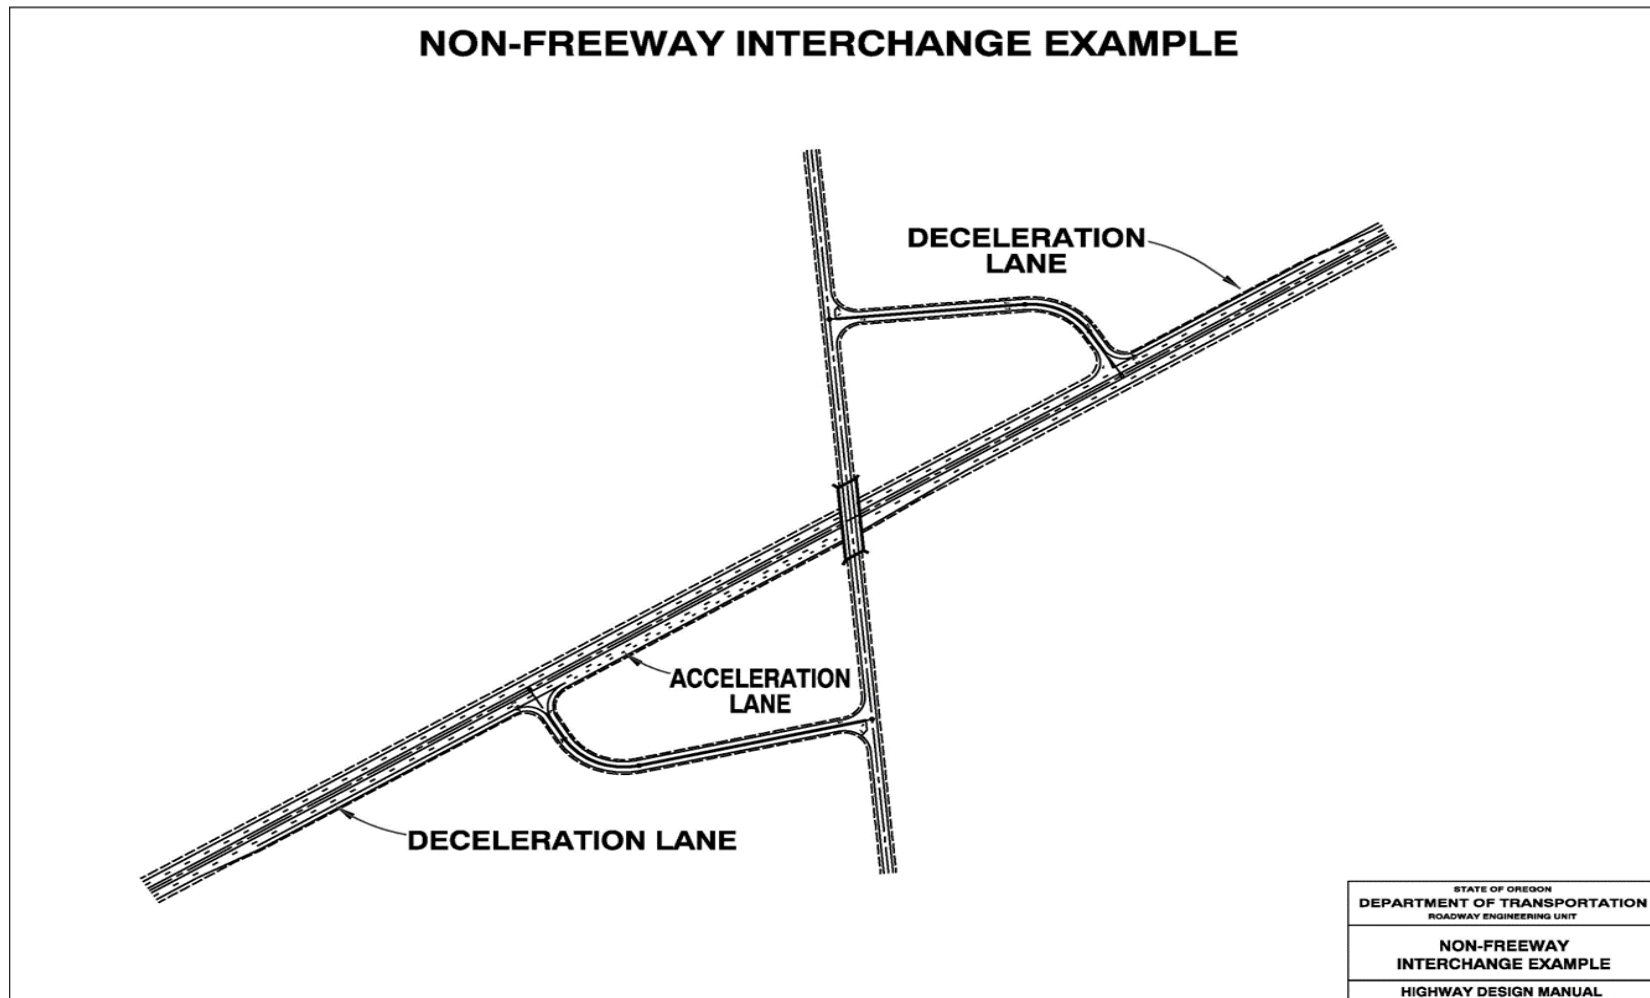 NON-FREEWAY INTERCHANGE EXAMPLE
DECELERATION
LANE
ACCELERATION
LANE
DECELERATION LANE
STATE OF OREGON
DEPARTMENT OF TRANSPORTATION
ROADWAY ENGINEERING UNIT
NON-FREEWAY
INTERCHANGE EXAMPLE
HIGHWAY DESIGN MANUAL